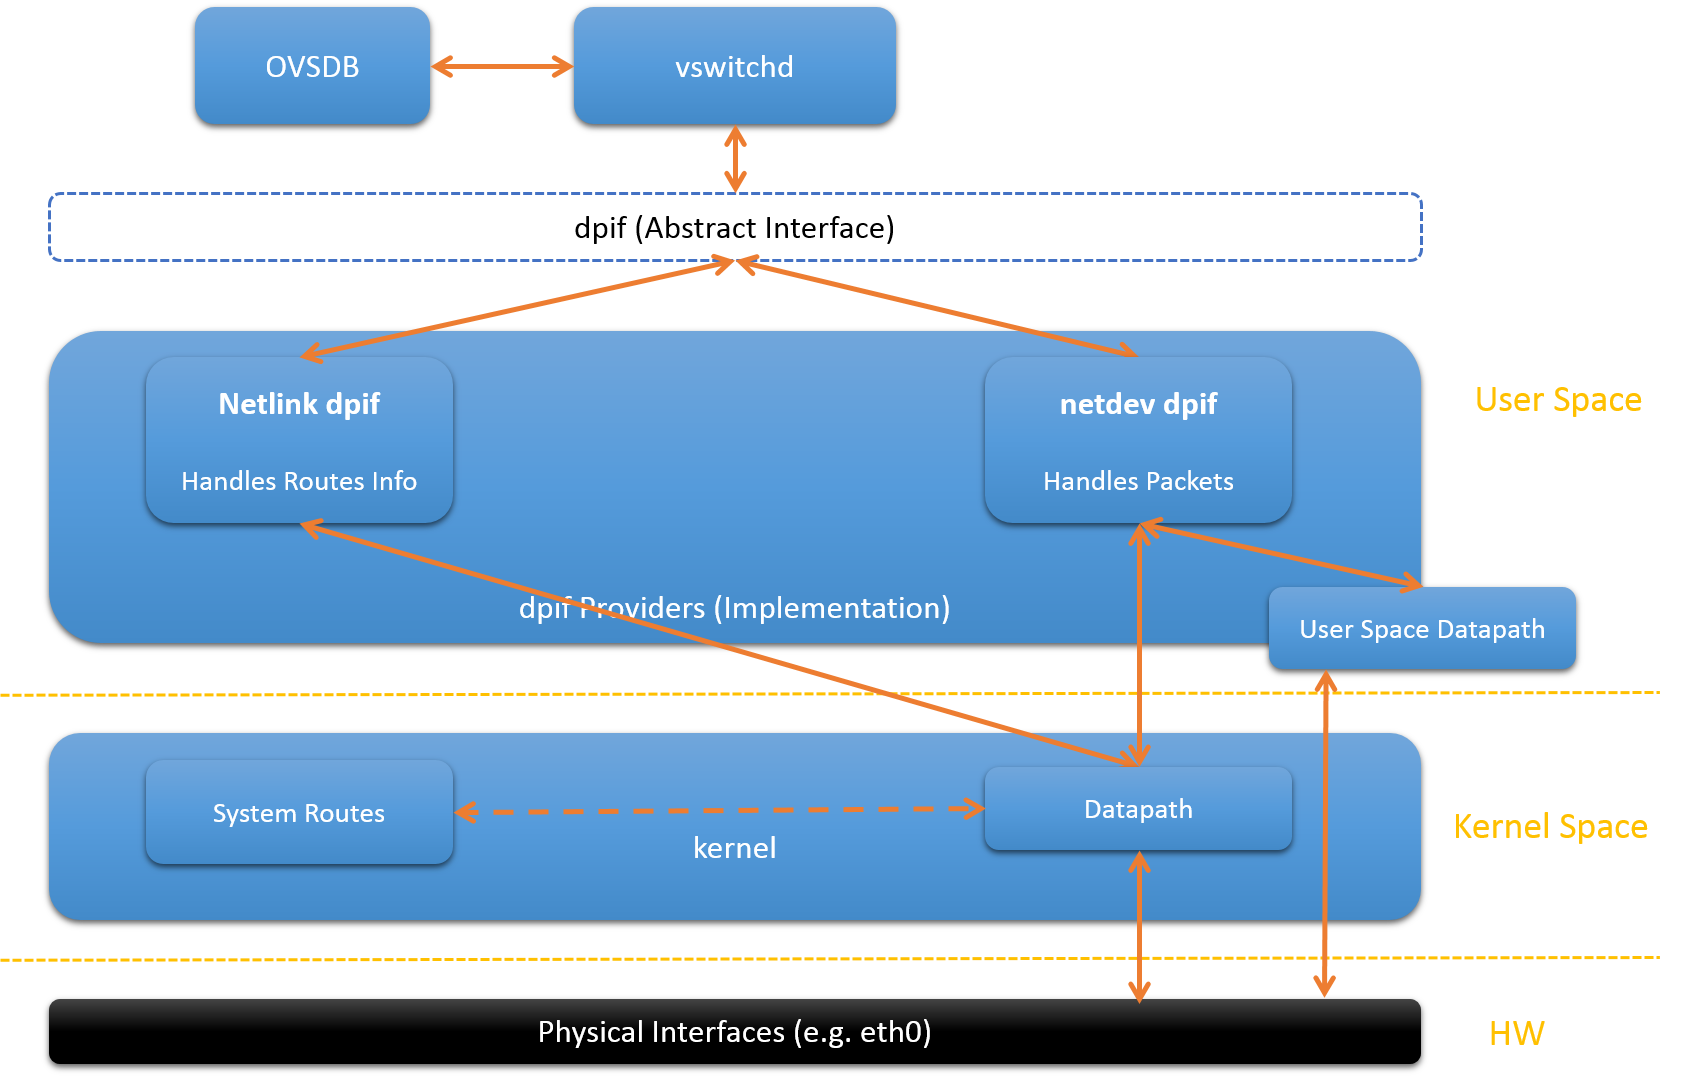 OVSDB
vswitchd
dpif (Abstract Interface)
Netlink dpif
Handles Routes Info
netdev dpif
Handles Packets
User Space
dpif Providers (Implementation)
User Space Datapath
System Routes
Datapath
kernel
Kernel Space
Physical Interfaces (e.g. eth0)
HW